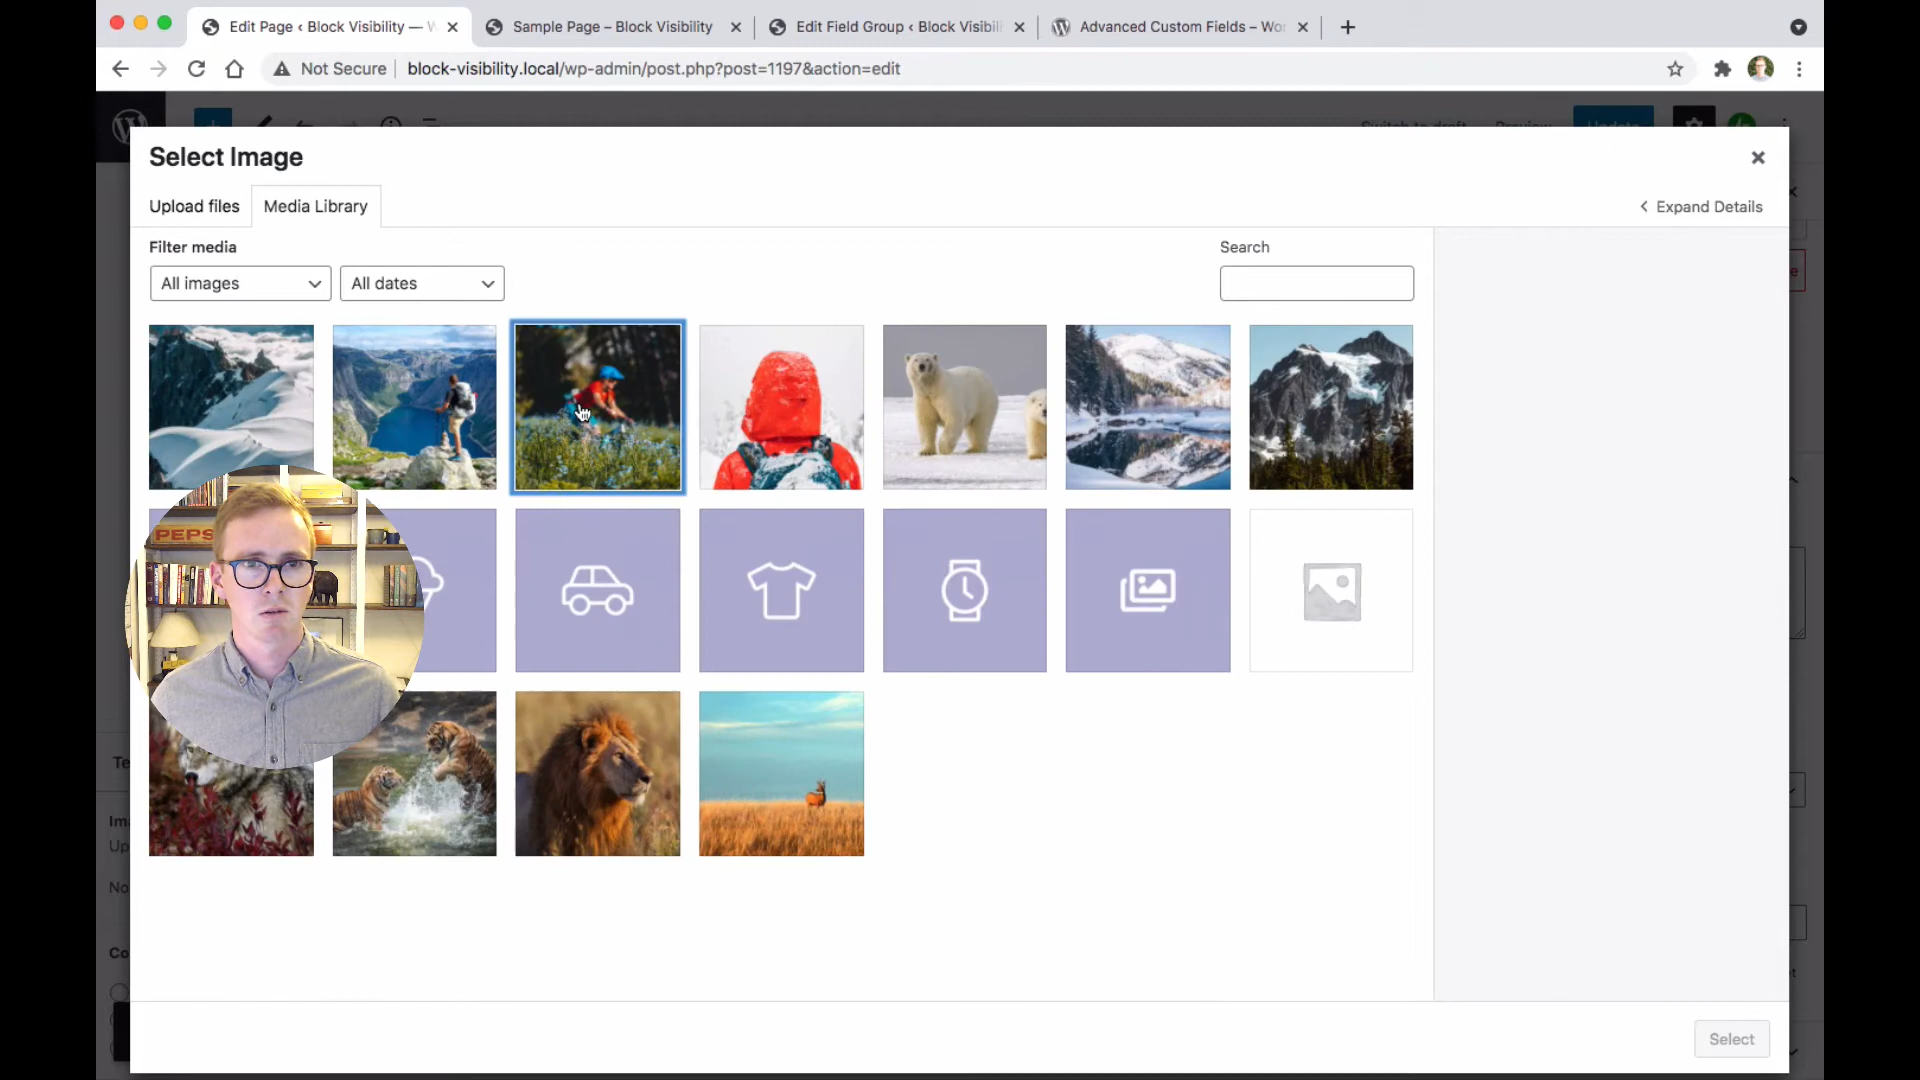 Edit Page ‹ Block Visibility — W
Sample Page – Block Visibility
Edit Field Group ‹ Block Visibili
Advanced Custom Fields – Wo
Not Secure
block-visibility.local/wp-admin/post.php?post=1197&action=edit
Select Image
Upload files
Media Library
Expand Details
Filter media
Search
All images
All dates
PEPS
Select